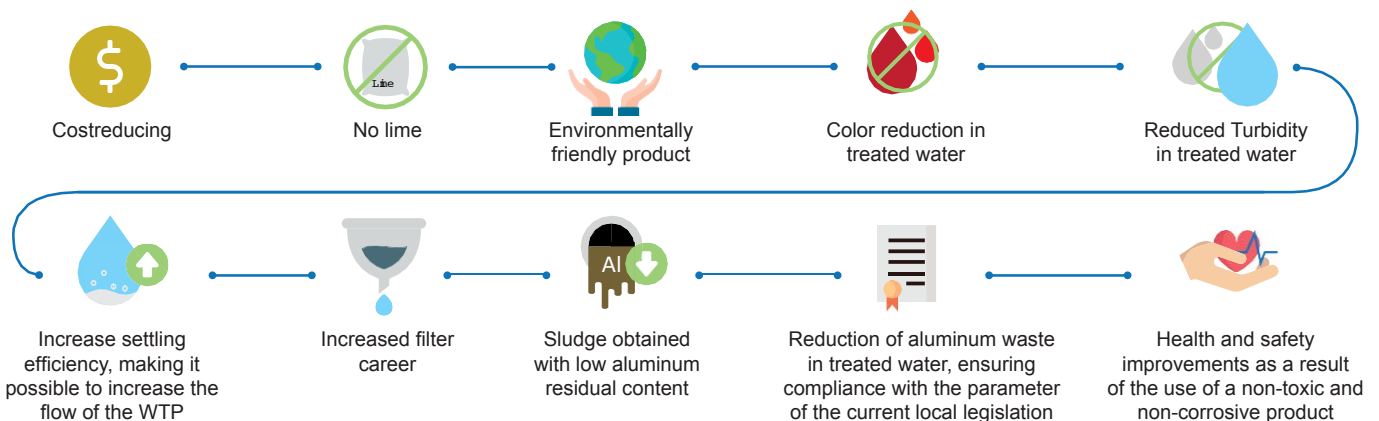 $
Lime
Costreducing
No lime
Environmentally
friendly product
Color reduction in
treated water
Reduced Turbidity
in treated water
AI
Increase settling
efficiency, making it
possible to increase the
flow of the WTP
Increased filter
career
Sludge obtained
with low aluminum
residual content
Reduction of aluminum waste
in treated water, ensuring
compliance with the parameter
of the current local legislation
Health and safety
improvements as a result
of the use of a non-toxic and
non-corrosive product